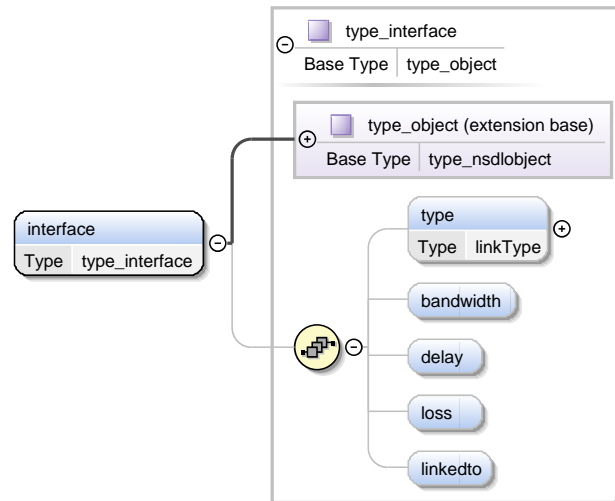 type_interface
Base Type type_object
type_object (extension base)
Base Type type_nsdlobject
interface
Type type_interface
type
Type linkType
bandwidth
delay
loss
linkedto